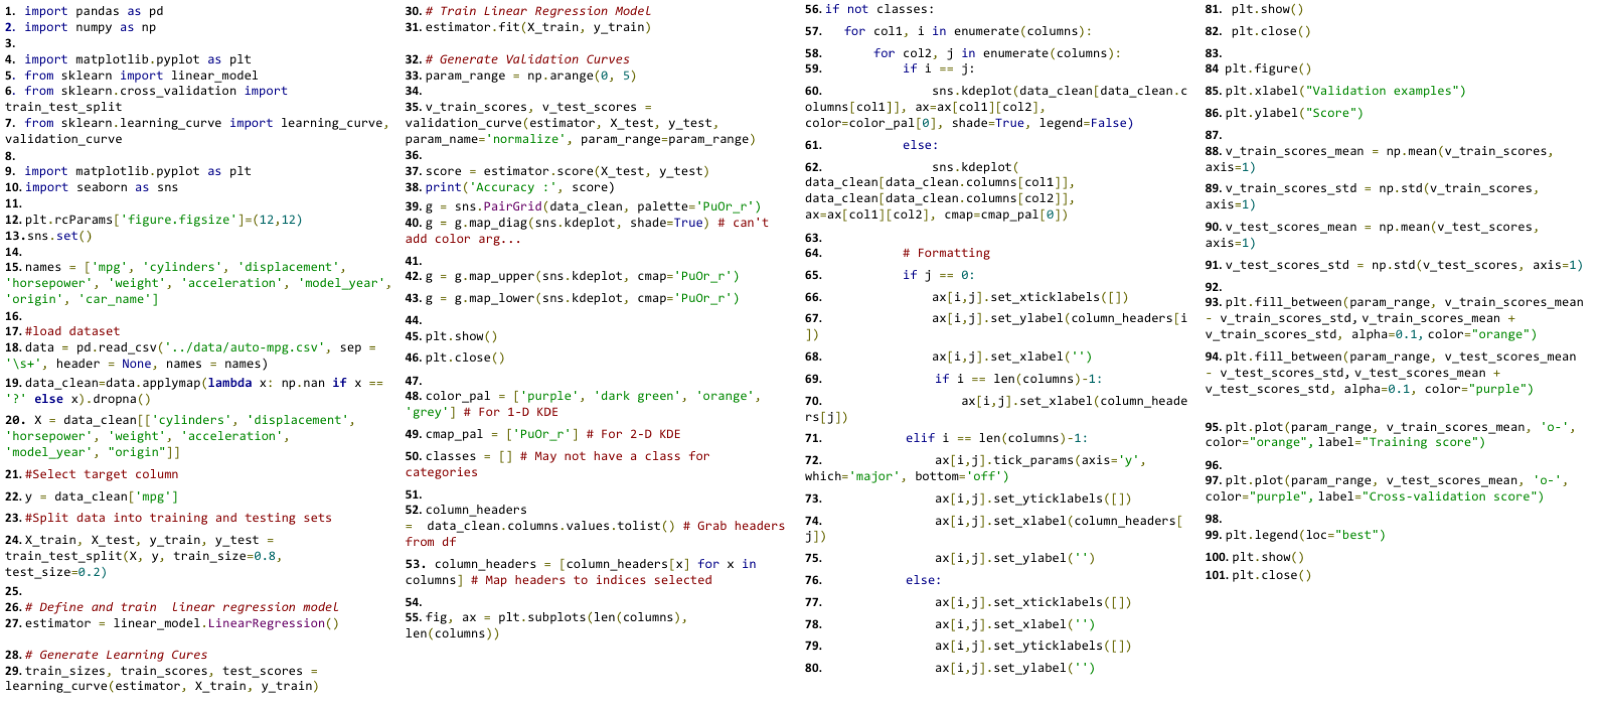 1. import pandas as pd
2. import numpy as np
3.
4. import matplotlib.pyplot as plt
5. from sklearn import linear_model
6. from sklearn.cross_validation import
train_test_split
7. from sklearn.learning_curve import learning_curve,
validation_curve
8.
9. import matplotlib.pyplot as plt
10. import seaborn as sns
11.
12. plt.rcParams['figure.figsize']=(12,12)
13. sns.set()
14.
15. names = ['mpg', 'cylinders', 'displacement',
'horsepower', 'weight', 'acceleration', 'model_year',
'origin', 'car_name']
16.
17. #load dataset
18. data = pd.read_csv('../data/auto-mpg.csv', sep =
'\s+', header = None, names = names)
19. data_clean=data.applymap(lambda x: np.nan if x ==
'?' else x).dropna()
20. X = data_clean[['cylinders', 'displacement',
'horsepower', 'weight', 'acceleration',
'model_year', "origin"]]
21. #Select target column
22. y = data_clean['mpg']
23. #Split data into training and testing sets
24. X_train, X_test, y_train, y_test =
train_test_split(X, y, train_size=0.8,
test_size=0.2)
25.
26. # Define and train  linear regression model
27. estimator = linear_model.LinearRegression()
28. # Generate Learning Cures
29. train_sizes, train_scores, test_scores =
learning_curve(estimator, X_train, y_train)
30. # Train Linear Regression Model
31. estimator.fit(X_train, y_train)
32. # Generate Validation Curves
33. param_range = np.arange(0, 5)
34.
35. v_train_scores, v_test_scores =
validation_curve(estimator, X_test, y_test,
param_name='normalize', param_range=param_range)
36.
37. score = estimator.score(X_test, y_test)
38. print('Accuracy :', score)
39. g = sns.PairGrid(data_clean, palette='PuOr_r')
40. g = g.map_diag(sns.kdeplot, shade=True) # can't
add color arg...
41.
42. g = g.map_upper(sns.kdeplot, cmap='PuOr_r')
43. g = g.map_lower(sns.kdeplot, cmap='PuOr_r')
44.
45. plt.show()
46. plt.close()
47.
48. color_pal = ['purple', 'dark green', 'orange',
'grey'] # For 1-D KDE
49. cmap_pal = ['PuOr_r'] # For 2-D KDE
50. classes = [] # May not have a class for
categories
51.
52. column_headers
=  data_clean.columns.values.tolist() # Grab headers
from df
53. column_headers = [column_headers[x] for x in
columns] # Map headers to indices selected
54.
55. fig, ax = plt.subplots(len(columns),
len(columns))
56. if not classes:
57. for col1, i in enumerate(columns):
58. for col2, j in enumerate(columns):
59. if i == j:
60. sns.kdeplot(data_clean[data_clean.c
olumns[col1]], ax=ax[col1][col2],
color=color_pal[0], shade=True, legend=False)
61. else:
62. sns.kdeplot(
data_clean[data_clean.columns[col1]],
data_clean[data_clean.columns[col2]],
ax=ax[col1][col2], cmap=cmap_pal[0])
63.
64. # Formatting
65. if j == 0:
66. ax[i,j].set_xticklabels([])
67. ax[i,j].set_ylabel(column_headers[i
])
68. ax[i,j].set_xlabel('')
69. if i == len(columns)-1:
70. ax[i,j].set_xlabel(column_heade
rs[j])
71. elif i == len(columns)-1:
72. ax[i,j].tick_params(axis='y',
which='major', bottom='off')
73. ax[i,j].set_yticklabels([])
74. ax[i,j].set_xlabel(column_headers[
j])
75. ax[i,j].set_ylabel('')
76. else:
77. ax[i,j].set_xticklabels([])
78. ax[i,j].set_xlabel('')
79. ax[i,j].set_yticklabels([])
80. ax[i,j].set_ylabel('')
81. plt.show()
82. plt.close()
83.
84 plt.figure()
85. plt.xlabel("Validation examples")
86. plt.ylabel("Score")
87.
88. v_train_scores_mean = np.mean(v_train_scores,
axis=1)
89. v_train_scores_std = np.std(v_train_scores,
axis=1)
90. v_test_scores_mean = np.mean(v_test_scores,
axis=1)
91. v_test_scores_std = np.std(v_test_scores, axis=1)
92.
93. plt.fill_between(param_range, v_train_scores_mean
- v_train_scores_std, v_train_scores_mean +
v_train_scores_std, alpha=0.1, color="orange")
94. plt.fill_between(param_range, v_test_scores_mean
- v_test_scores_std, v_test_scores_mean +
v_test_scores_std, alpha=0.1, color="purple")
95. plt.plot(param_range, v_train_scores_mean, 'o-',
color="orange", label="Training score")
96.
97. plt.plot(param_range, v_test_scores_mean, 'o-',
color="purple", label="Cross-validation score")
98.
99. plt.legend(loc="best")
100. plt.show()
101. plt.close()